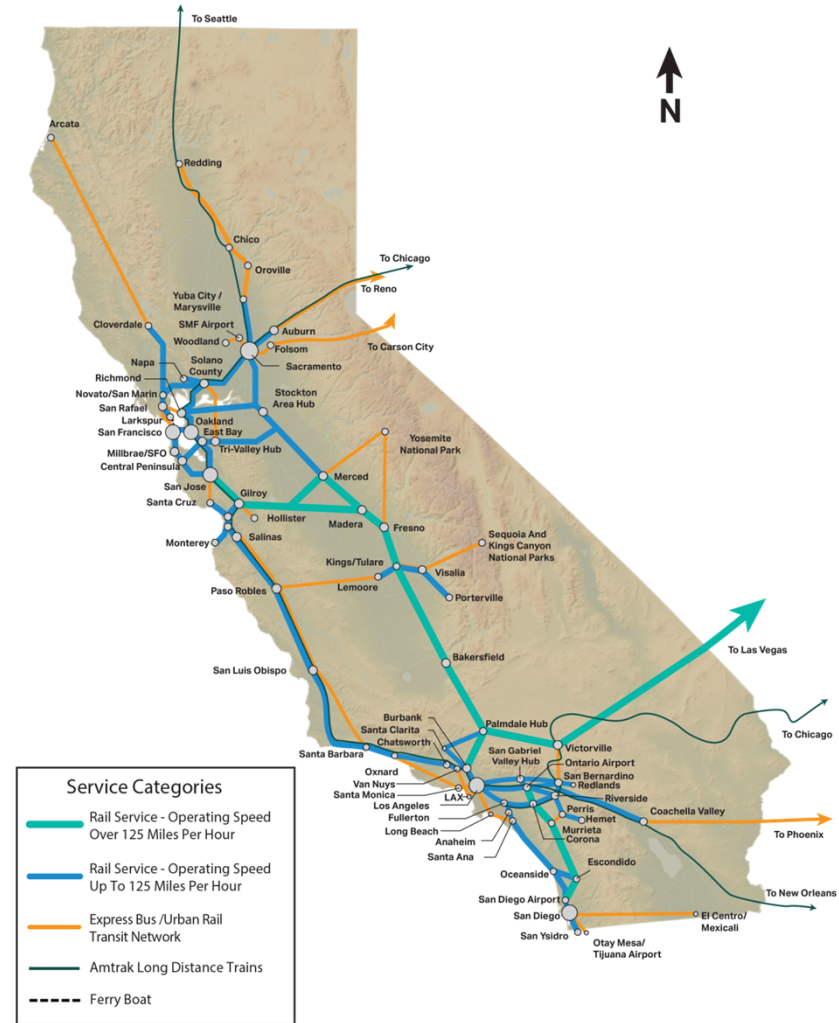 To Seattle
N
Arcata
Redding
Chico
Oroville
To Chicago
To Reno
Yuba City /
Marysville
Cloverdale
SMF Airport
Woodland
Auburn
Folsom
To Carson City
Napa
Solano
County
Sacramento
Richmond
Novato/San Marin
San Rafael
Larkspur
San Francisco
Oakland
East Bay
Stockton
Area Hub
Tri-Valley Hub
Millbrae/SFO
Central Peninsula
Yosemite
National Park
San Jose
Merced
Santa Cruz
Gilroy
Hollister
Madera
Fresno
Monterey
Salinas
Sequoia And
Kings Canyon
National Parks
Kings/Tulare
Lemoore
Visalia
Porterville
Paso Robles
San Luis Obispo
Bakersfield
To Las Vegas
Burbank
Santa Clarita
Chatsworth
Palmdale Hub
To Chicago
Santa Barbara
San Gabriel
Valley Hub
Victorville
Ontario Airport
Oxnard
Van Nuys
Santa Monica
LAX
Los Angeles
Fullerton
Long Beach
Anaheim
Santa Ana
San Bernardino
Redlands
Riverside
Perris
Hemet
Murrieta
Corona
Coachella Valley
To Phoenix
Oceanside
Escondido
To New Orleans
San Diego Airport
San Diego
El Centro/
Mexicali
San Ysidro
Otay Mesa/
Tijuana Airport
Service Categories
Rail Service - Operating Speed
Over 125 Miles Per Hour
Rail Service - Operating Speed
Up To 125 Miles Per Hour
Express Bus /Urban Rail
Transit Network
Amtrak Long Distance Trains
Ferry Boat